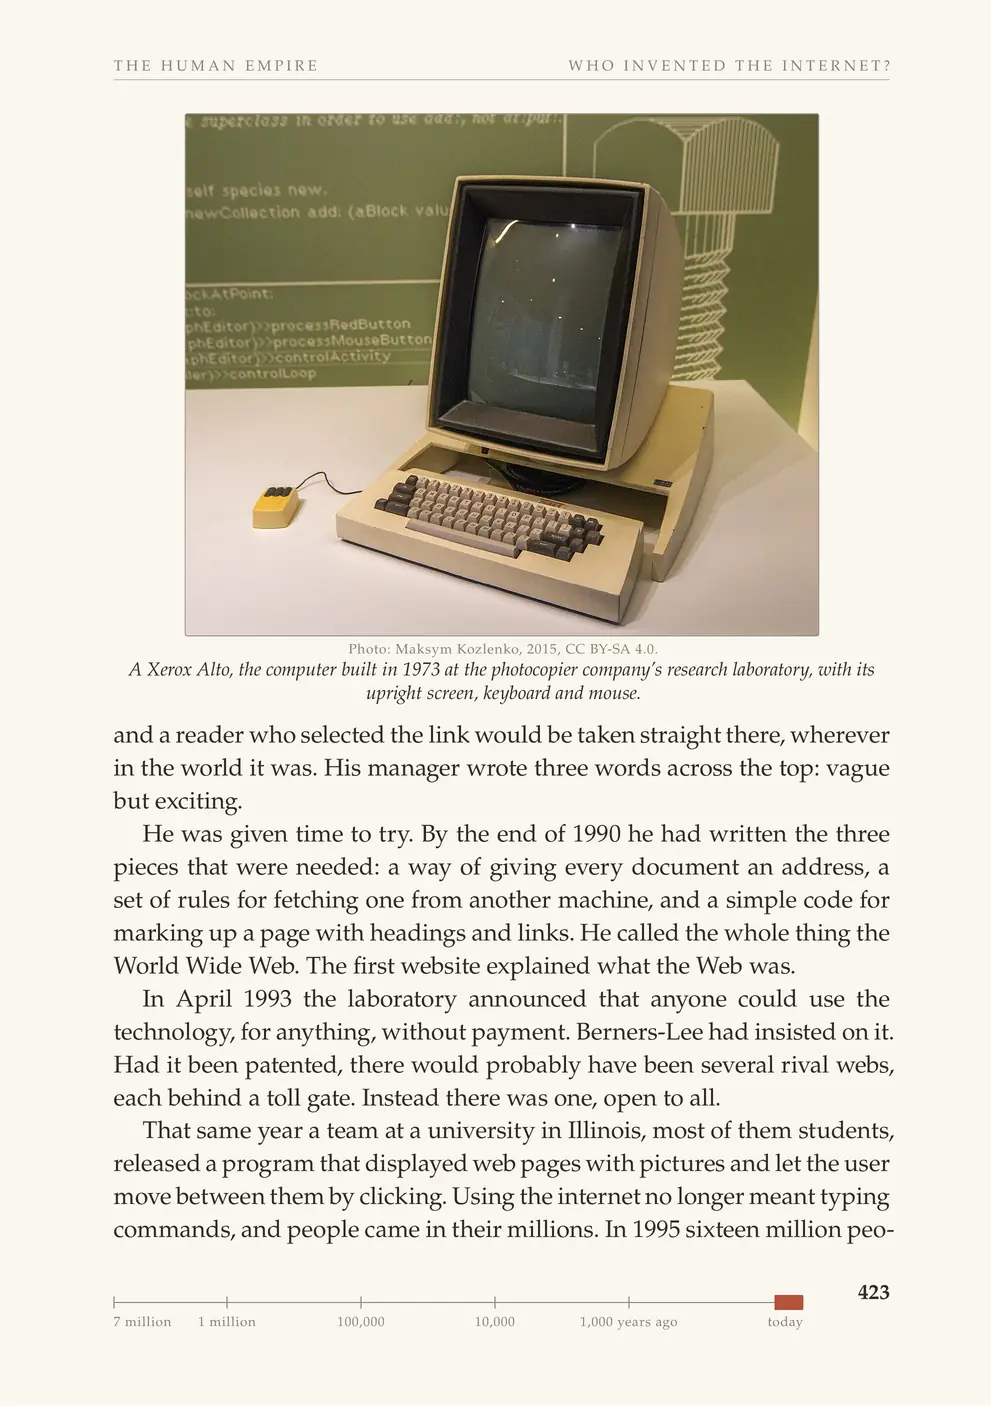 THE HUMAN EMPIRE
WHO INVENTED THE INTERNET?
superclass in order to use add:, not at:put:.
self species new.
newCollection add: (aBlock valu
ockAtPoint:
:to:
phEditor)>>processRedButton
phEditor)>>processMouseButton
phEditor)>>controlActivity
ler)>>controlLoop
Photo: Maksym Kozlenko, 2015, CC BY-SA 4.0.
A Xerox Alto, the computer built in 1973 at the photocopier company’s research laboratory, with its
upright screen, keyboard and mouse.
and a reader who selected the link would be taken straight there, wherever
in the world it was. His manager wrote three words across the top: vague
but exciting.
He was given time to try. By the end of 1990 he had written the three
pieces that were needed: a way of giving every document an address, a
set of rules for fetching one from another machine, and a simple code for
marking up a page with headings and links. He called the whole thing the
World Wide Web. The first website explained what the Web was.
In April 1993 the laboratory announced that anyone could use the
technology, for anything, without payment. Berners-Lee had insisted on it.
Had it been patented, there would probably have been several rival webs,
each behind a toll gate. Instead there was one, open to all.
That same year a team at a university in Illinois, most of them students,
released a program that displayed web pages with pictures and let the user
move between them by clicking. Using the internet no longer meant typing
commands, and people came in their millions. In 1995 sixteen million peo-
423
7 million 1 million 100,000 10,000 1,000 years ago today